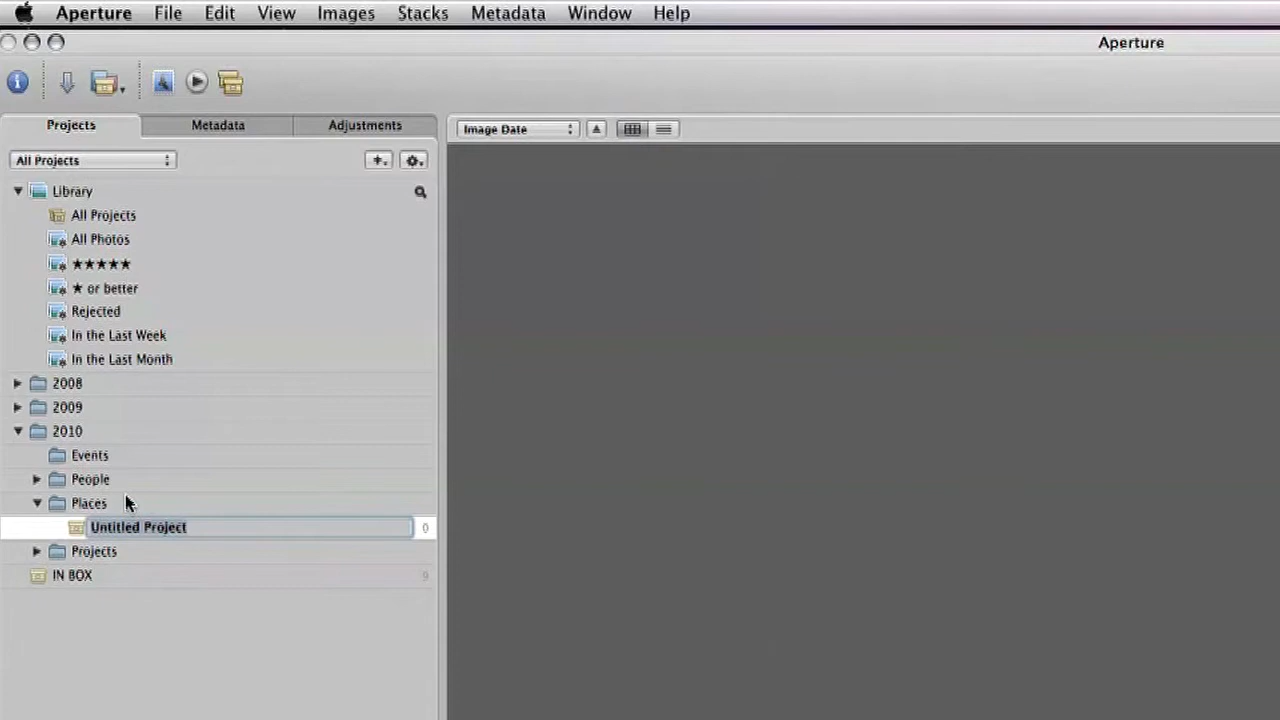 Aperture File Edit View Images Stacks Metadata Window Help
Aperture
Projects Metadata Adjustments
Image Date
All Projects
Library
All Projects
All Photos
★★★★★
★ or better
Rejected
In the Last Week
In the Last Month
2008
2009
2010
Events
People
Places
Untitled Project 0
Projects
IN BOX 9